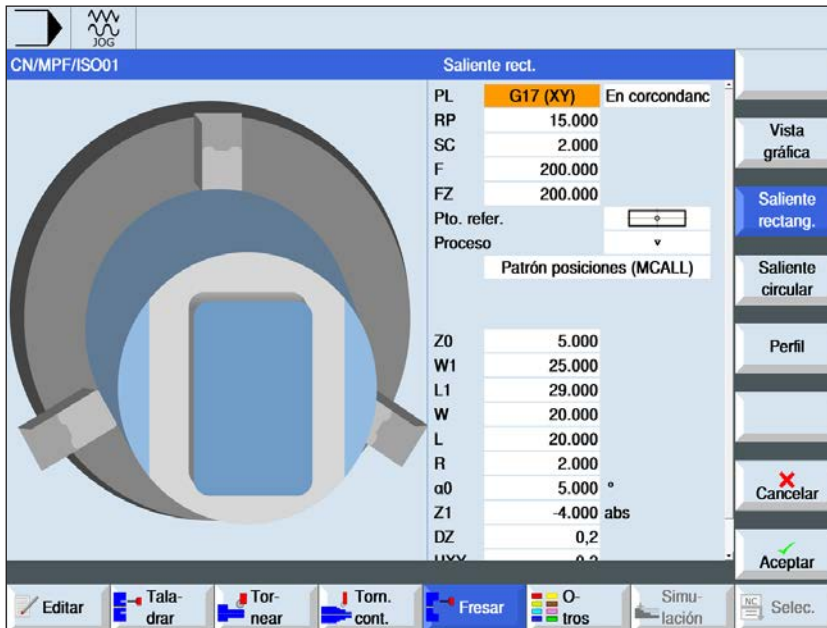 JOG
CN/MPF/ISO01
Saliente rect.
PL G17 (XY) En corcondanc
RP 15.000
SC 2.000
F 200.000
FZ 200.000
Pto. refer.
Proceso v
Patrón posiciones (MCALL)
Z0 5.000
W1 25.000
L1 29.000
W 20.000
L 20.000
R 2.000
α0 5.000 °
Z1 -4.000 abs
DZ 0,2
Vista
gráfica
Saliente
rectang.
Saliente
circular
Perfil
Cancelar
Aceptar
Editar
Tala-
drar
Tor-
near
Torn.
cont.
Fresar
O-
tros
Simu-
lación
NC
Selec.